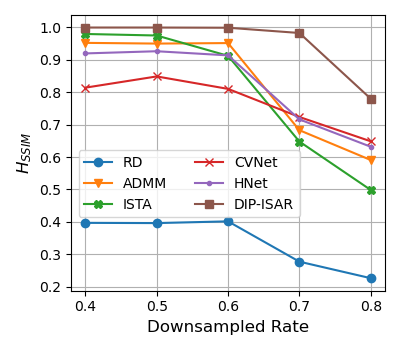 1.0
0.9
0.8
0.7
0.6
0.5
0.4
0.3
0.2
H_SSIM
RD
ADMM
ISTA
CVNet
HNet
DIP-ISAR
0.4 0.5 0.6 0.7 0.8
Downsampled Rate